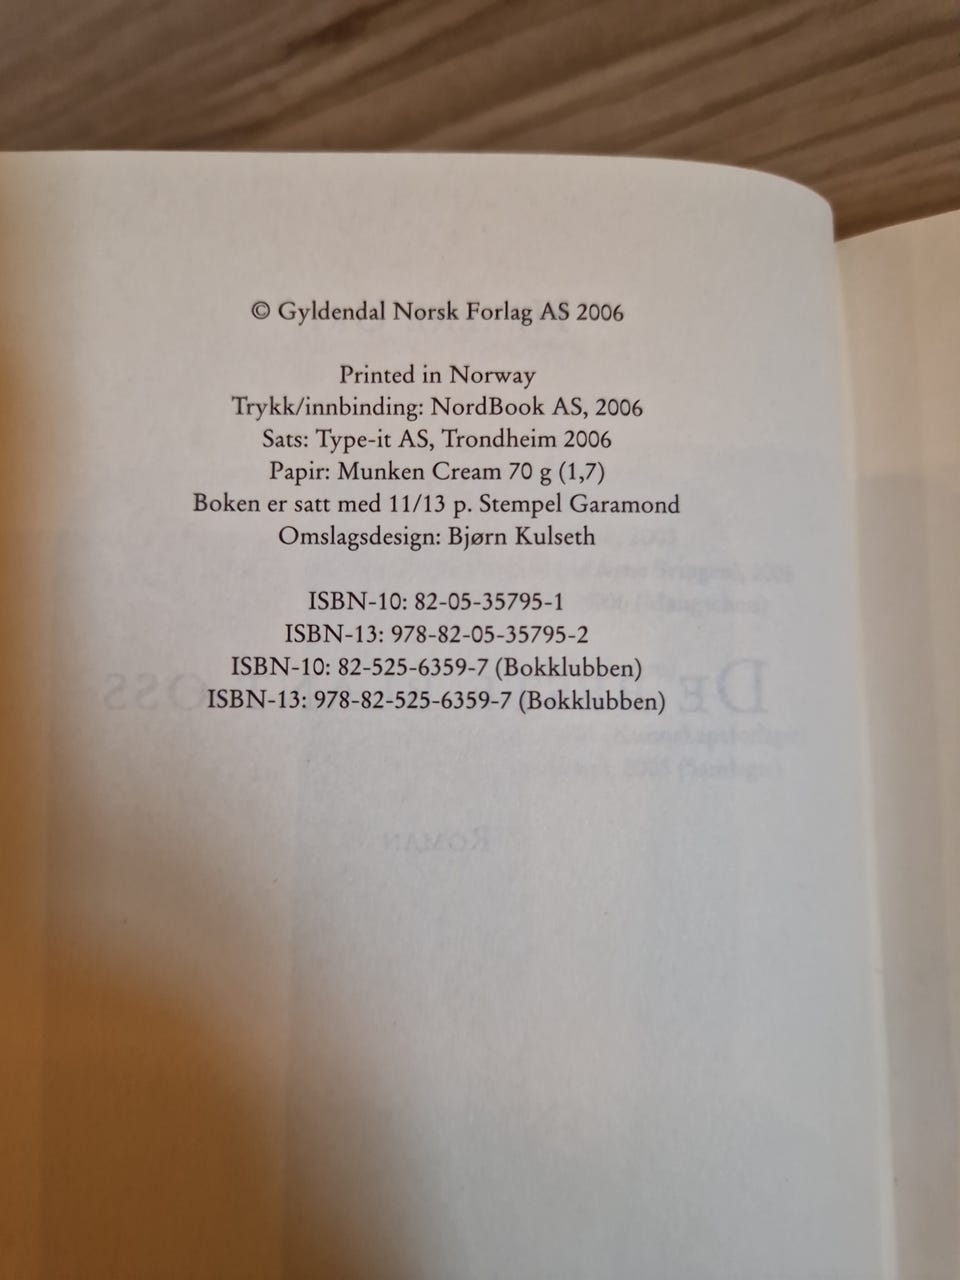 © Gyldendal Norsk Forlag AS 2006
Printed in Norway
Trykk/innbinding: NordBook AS, 2006
Sats: Type-it AS, Trondheim 2006
Papir: Munken Cream 70 g (1,7)
Boken er satt med 11/13 p. Stempel Garamond
Omslagsdesign: Bjørn Kulseth
ISBN-10: 82-05-35795-1
ISBN-13: 978-82-05-35795-2
ISBN-10: 82-525-6359-7 (Bokklubben)
ISBN-13: 978-82-525-6359-7 (Bokklubben)